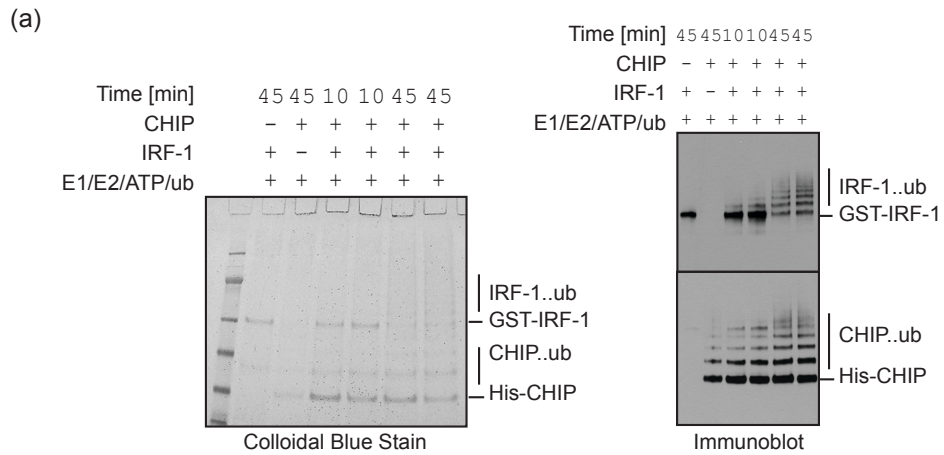 (a)
Time [min] 45 45 10 10 45 45
CHIP – + + + + +
IRF-1 + – + + + +
E1/E2/ATP/ub + + + + + +
IRF-1..ub
GST-IRF-1
CHIP..ub
His-CHIP
Colloidal Blue Stain
Time [min] 45 45 10 10 45 45
CHIP – + + + + +
IRF-1 + – + + + +
E1/E2/ATP/ub + + + + + +
IRF-1..ub
GST-IRF-1
CHIP..ub
His-CHIP
Immunoblot